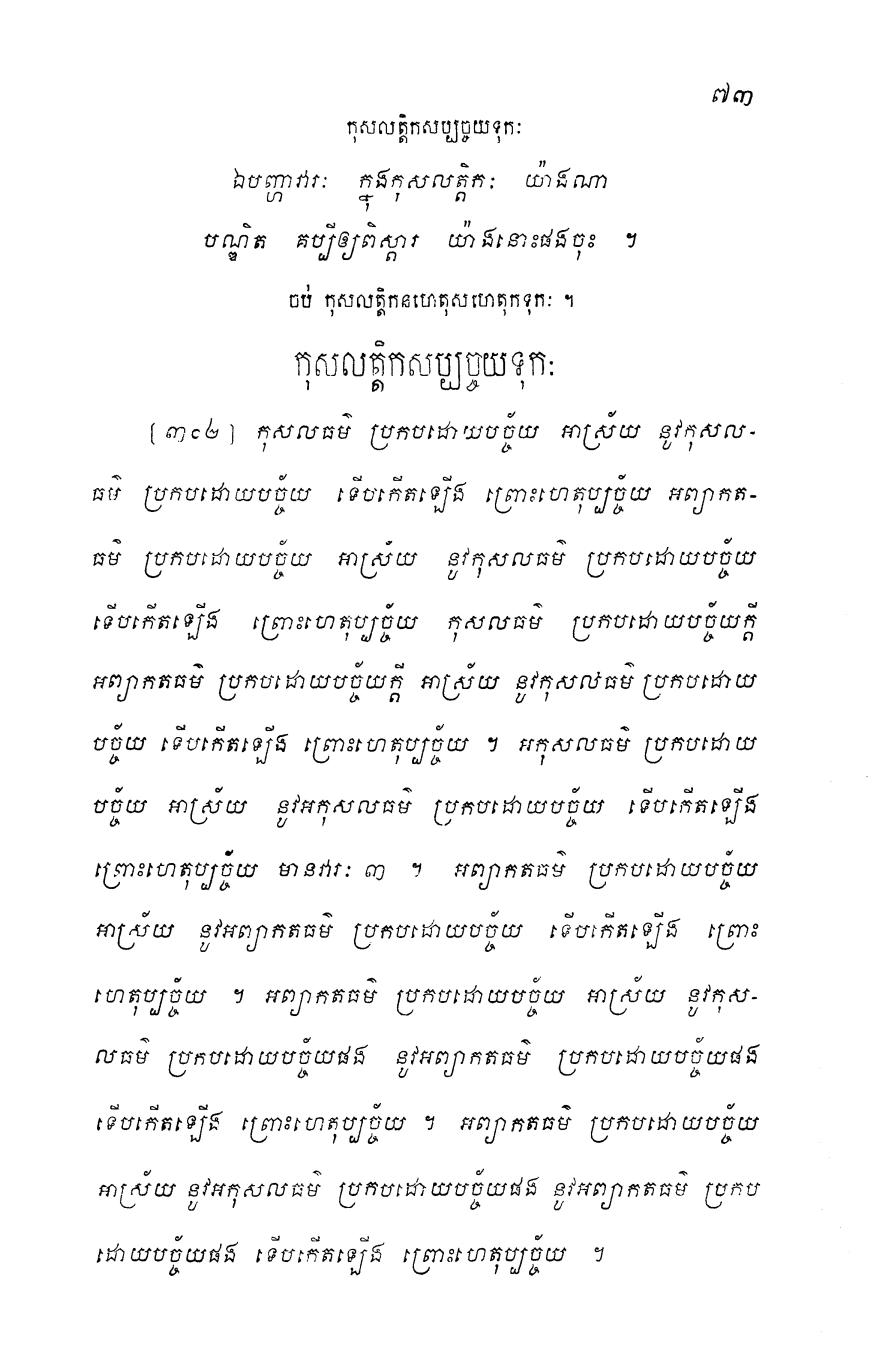 ៧៣
កុសលត្តិកសប្បច្ចយទុកៈ
ឯបញ្ហាវារៈ ក្នុងកុសលត្តិកៈ យ៉ាងណា
បណ្ឌិត គប្បីឲ្យពិស្តារ យ៉ាងនោះផងចុះ ។
ចប់ កុសលត្តិកនហេតុសហេតុកទុកៈ ។
កុសលត្តិកសប្បច្ចយទុកៈ
[៣១៤] កុសលធម៌ ប្រកបដោយបច្ច័យ អាស្រ័យ នូវកុសល-
ធម៌ ប្រកបដោយបច្ច័យ ទើបកើតឡើង ព្រោះហេតុប្បច្ច័យ អព្យាកត-
ធម៌ ប្រកបដោយបច្ច័យ អាស្រ័យ នូវកុសលធម៌ ប្រកបដោយបច្ច័យ
ទើបកើតឡើង ព្រោះហេតុប្បច្ច័យ កុសលធម៌ ប្រកបដោយបច្ច័យក្តី
អព្យាកតធម៌ ប្រកបដោយបច្ច័យក្តី អាស្រ័យ នូវកុសលធម៌ ប្រកបដោយ
បច្ច័យ ទើបកើតឡើង ព្រោះហេតុប្បច្ច័យ ។ អកុសលធម៌ ប្រកបដោយ
បច្ច័យ អាស្រ័យ នូវអកុសលធម៌ ប្រកបដោយបច្ច័យ ទើបកើតឡើង
ព្រោះហេតុប្បច្ច័យ មានវារៈ ៣ ។ អព្យាកតធម៌ ប្រកបដោយបច្ច័យ
អាស្រ័យ នូវអព្យាកតធម៌ ប្រកបដោយបច្ច័យ ទើបកើតឡើង ព្រោះ
ហេតុប្បច្ច័យ ។ អព្យាកតធម៌ ប្រកបដោយបច្ច័យ អាស្រ័យ នូវកុស-
លធម៌ ប្រកបដោយបច្ច័យផង នូវអព្យាកតធម៌ ប្រកបដោយបច្ច័យផង
ទើបកើតឡើង ព្រោះហេតុប្បច្ច័យ ។ អព្យាកតធម៌ ប្រកបដោយបច្ច័យ
អាស្រ័យ នូវអកុសលធម៌ ប្រកបដោយបច្ច័យផង នូវអព្យាកតធម៌ ប្រកប
ដោយបច្ច័យផង ទើបកើតឡើង ព្រោះហេតុប្បច្ច័យ ។